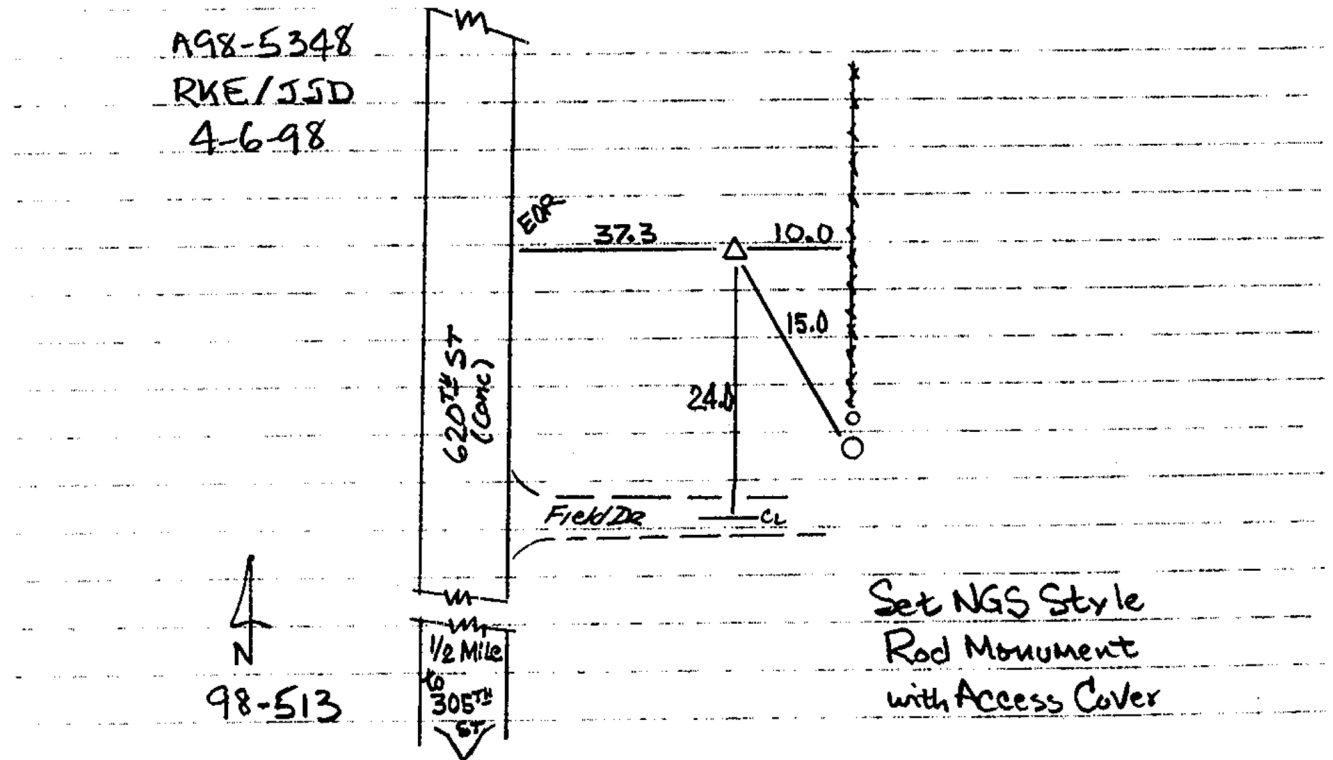 A98-5348
RKE/JSD
4-6-98
EOR
37.3
10.0
15.0
24.0
620TH ST
(Conc)
Field DR
CL
N
98-513
1/2 Mile
to
305TH
ST
Set NGS Style
Rod Monument
with Access Cover